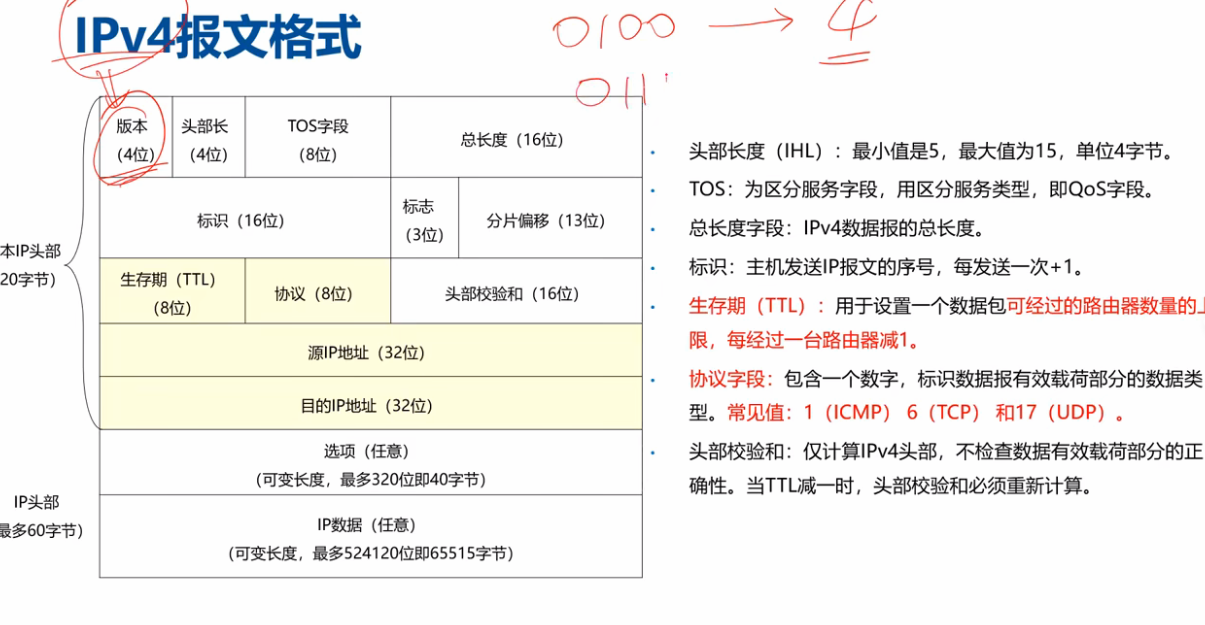 IPv4报文格式
0100 → 4
011
版本
(4位)
头部长
(4位)
TOS字段
(8位)
总长度（16位）
标识（16位）
标志
(3位)
分片偏移（13位）
生存期（TTL）
(8位)
协议（8位）
头部校验和（16位）
源IP地址（32位）
目的IP地址（32位）
选项（任意）
(可变长度，最多320位即40字节)
IP数据（任意）
(可变长度，最多524120位即65515字节)
本IP头部
20字节)
IP头部
最多60字节)
• 头部长度（IHL）：最小值是5，最大值为15，单位4字节。
• TOS：为区分服务字段，用区分服务类型，即QoS字段。
• 总长度字段：IPv4数据报的总长度。
• 标识：主机发送IP报文的序号，每发送一次+1。
• 生存期（TTL）：用于设置一个数据包可经过的路由器数量的上
限，每经过一台路由器减1。
• 协议字段：包含一个数字，标识数据报有效载荷部分的数据类
型。常见值：1（ICMP） 6（TCP） 和17（UDP）。
• 头部校验和：仅计算IPv4头部，不检查数据有效载荷部分的正
确性。当TTL减一时，头部校验和必须重新计算。